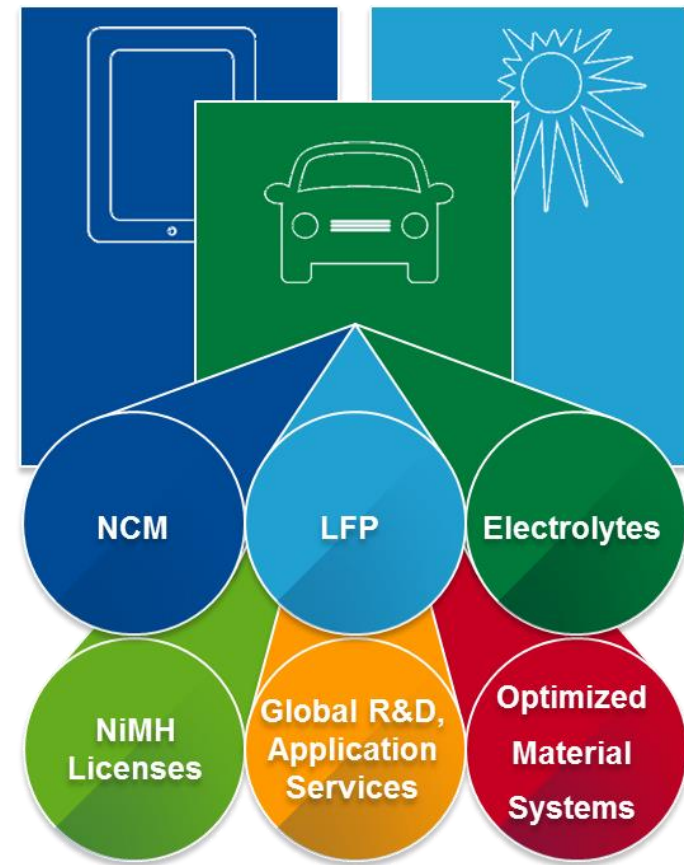 NCM
LFP
Electrolytes
NiMH
Licenses
Global R&D,
Application
Services
Optimized
Material
Systems